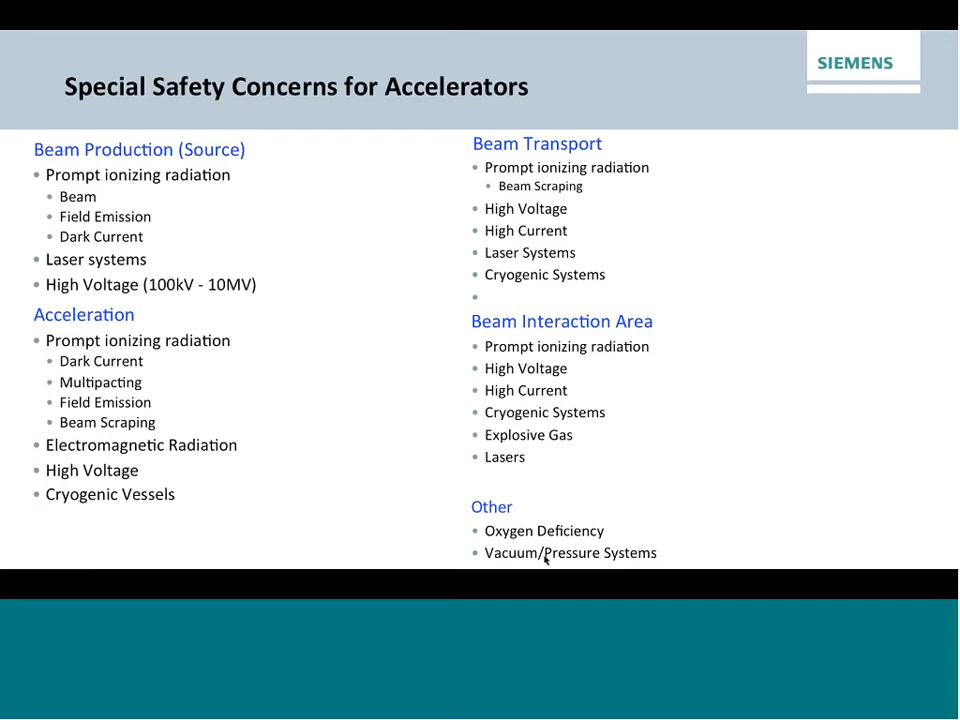 Special Safety Concerns for Accelerators
SIEMENS
Beam Production (Source)
• Prompt ionizing radiation
• Beam
• Field Emission
• Dark Current
• Laser systems
• High Voltage (100kV - 10MV)
Acceleration
• Prompt ionizing radiation
• Dark Current
• Multipacting
• Field Emission
• Beam Scraping
• Electromagnetic Radiation
• High Voltage
• Cryogenic Vessels
Beam Transport
• Prompt ionizing radiation
• Beam Scraping
• High Voltage
• High Current
• Laser Systems
• Cryogenic Systems
•
Beam Interaction Area
• Prompt ionizing radiation
• High Voltage
• High Current
• Cryogenic Systems
• Explosive Gas
• Lasers
Other
• Oxygen Deficiency
• Vacuum/Pressure Systems